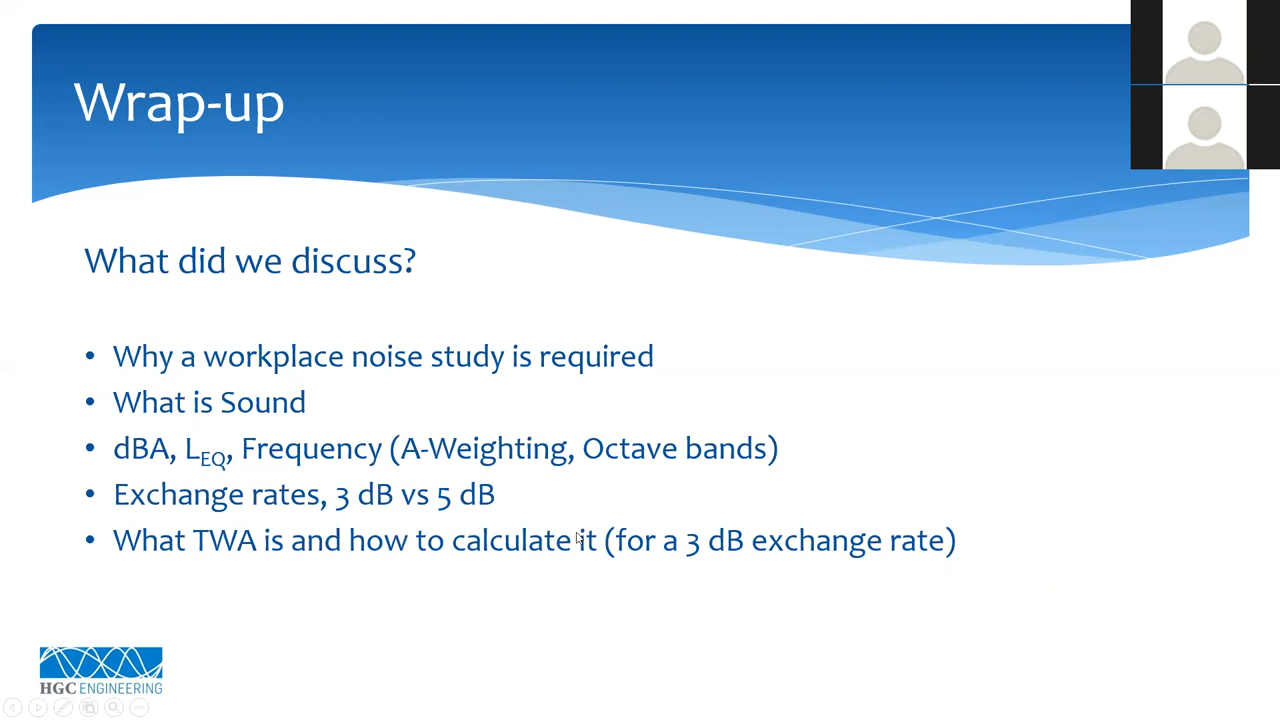 Wrap-up
What did we discuss?
• Why a workplace noise study is required
• What is Sound
• dBA, LEQ, Frequency (A-Weighting, Octave bands)
• Exchange rates, 3 dB vs 5 dB
• What TWA is and how to calculate it (for a 3 dB exchange rate)
HGC ENGINEERING